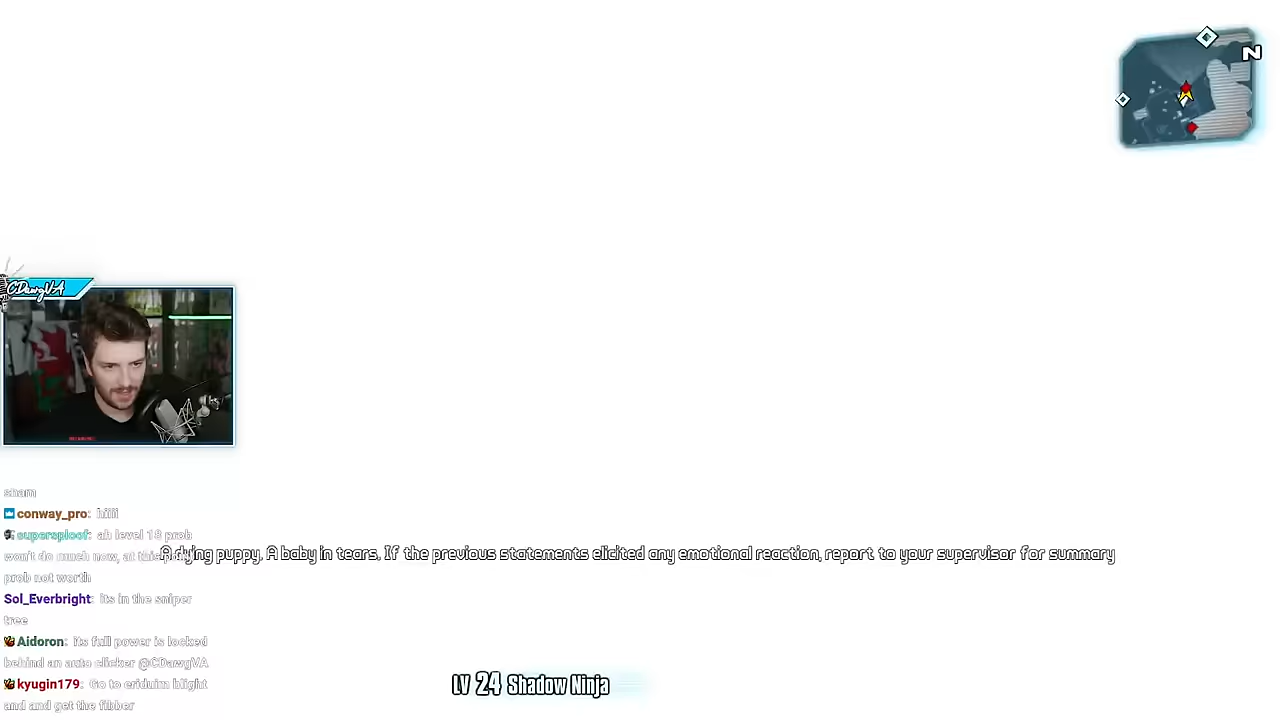 N
CDawgVA
sham
conway_pro: hiiii
supersploof: ah level 18 prob
won't do much now, at this
prob not worth
A dying puppy. A baby in tears. If the previous statements elicited any emotional reaction, report to your supervisor for summary
Sol_Everbright: its in the sniper
tree
Aidoron: its full power is locked
behind an auto clicker @CDawgVA
kyugin179: Go to eriduim blight
and and get the fibber
LV 24 Shadow Ninja